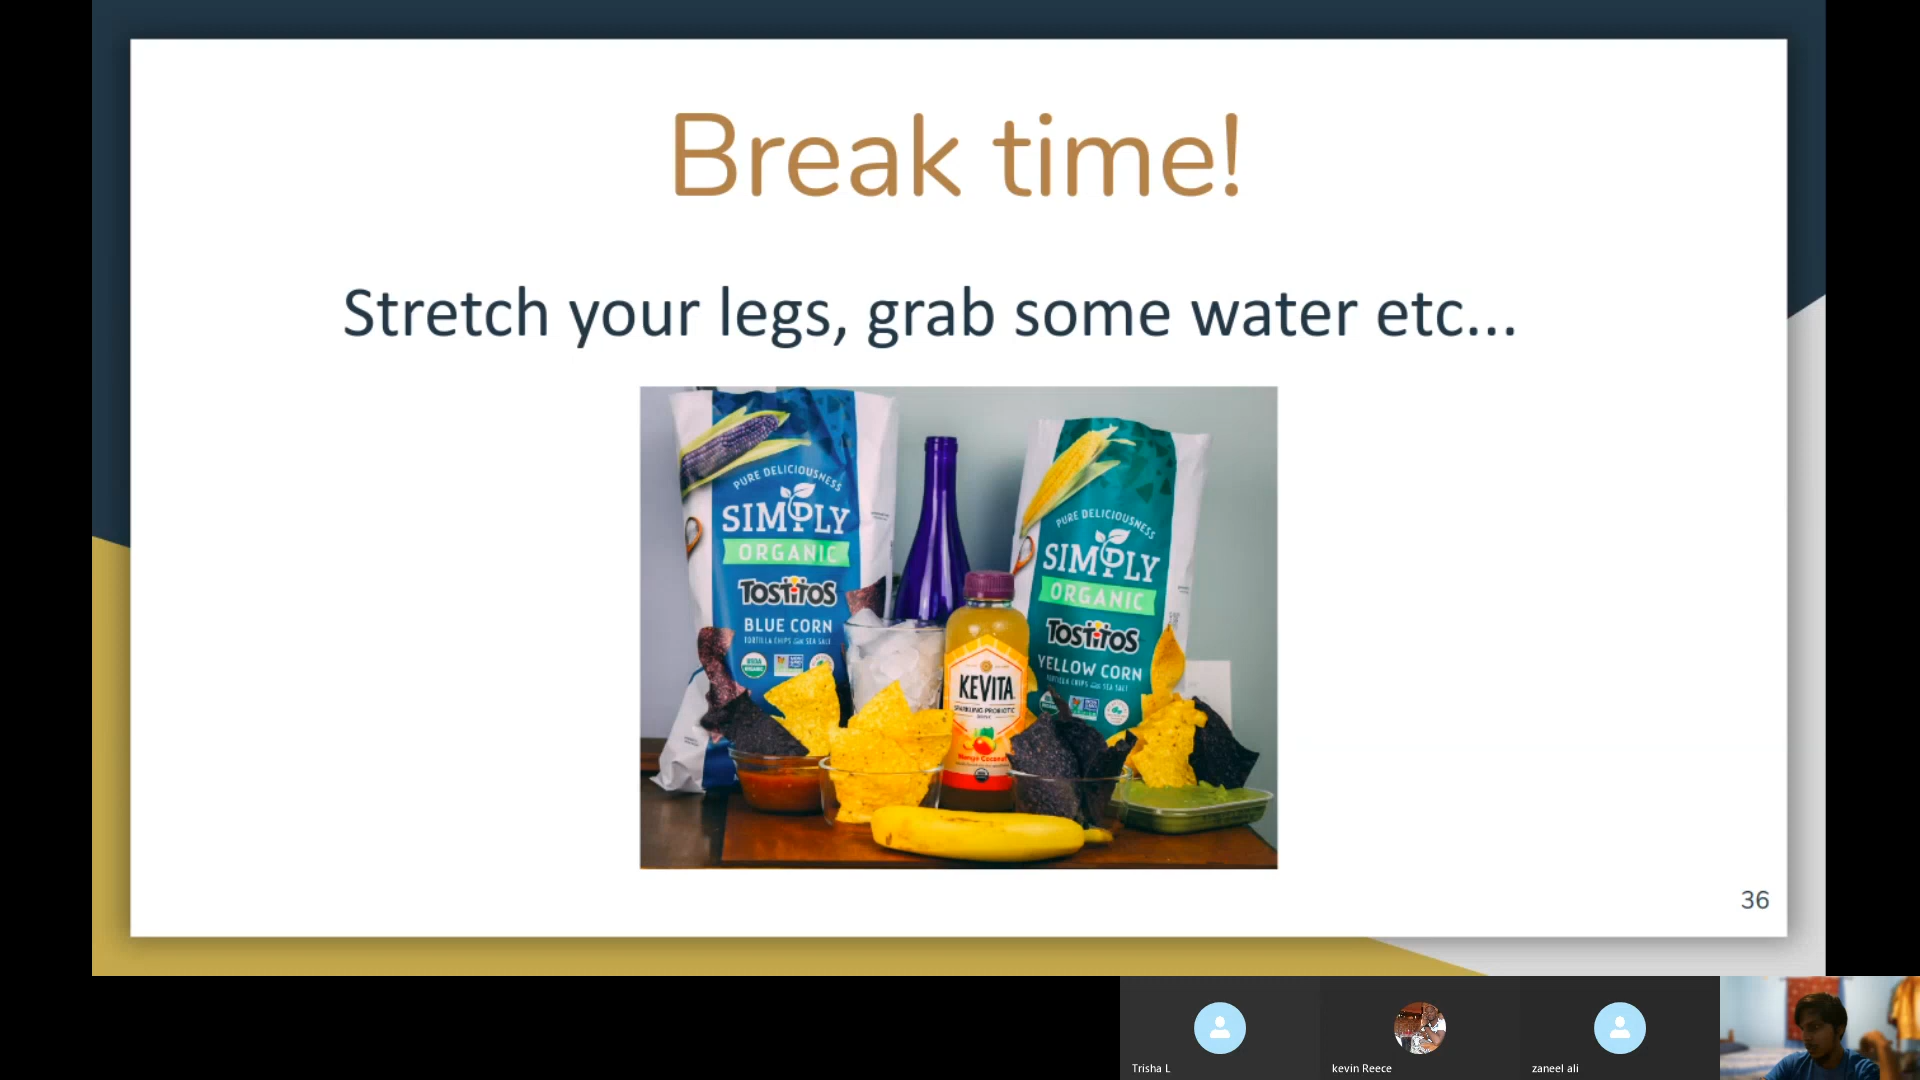 Break time!
Stretch your legs, grab some water etc...
PURE DELICIOUSNESS
SIMPLY
ORGANIC
TOSTITOS
BLUE CORN
TORTILLA CHIPS with SEA SALT
PURE DELICIOUSNESS
SIMPLY
ORGANIC
TOSTITOS
YELLOW CORN
TORTILLA CHIPS with SEA SALT
KEVITA
SPARKLING PROBIOTIC
DRINK
Mango Coconut
36
Trisha L
kevin Reece
zaneel ali